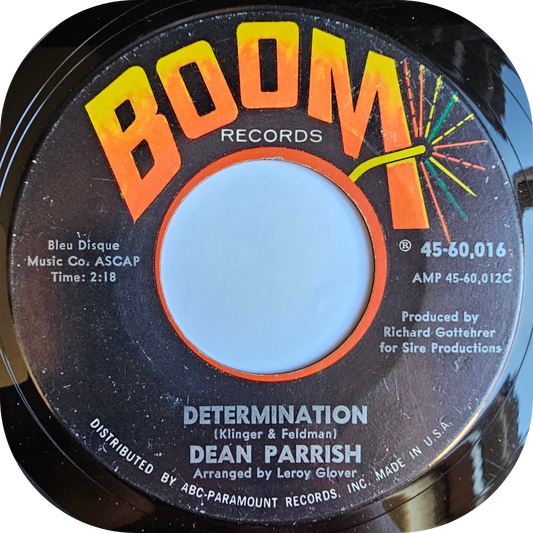 BOOM
RECORDS
Bleu Disque
Music Co. ASCAP
Time: 2:18
® 45-60,016
AMP 45-60,012C
Produced by
Richard Gottehrer
for Sire Productions
DETERMINATION
(Klinger & Feldman)
DEAN PARRISH
Arranged by Leroy Glover
DISTRIBUTED BY ABC-PARAMOUNT RECORDS, INC. MADE IN U.S.A.